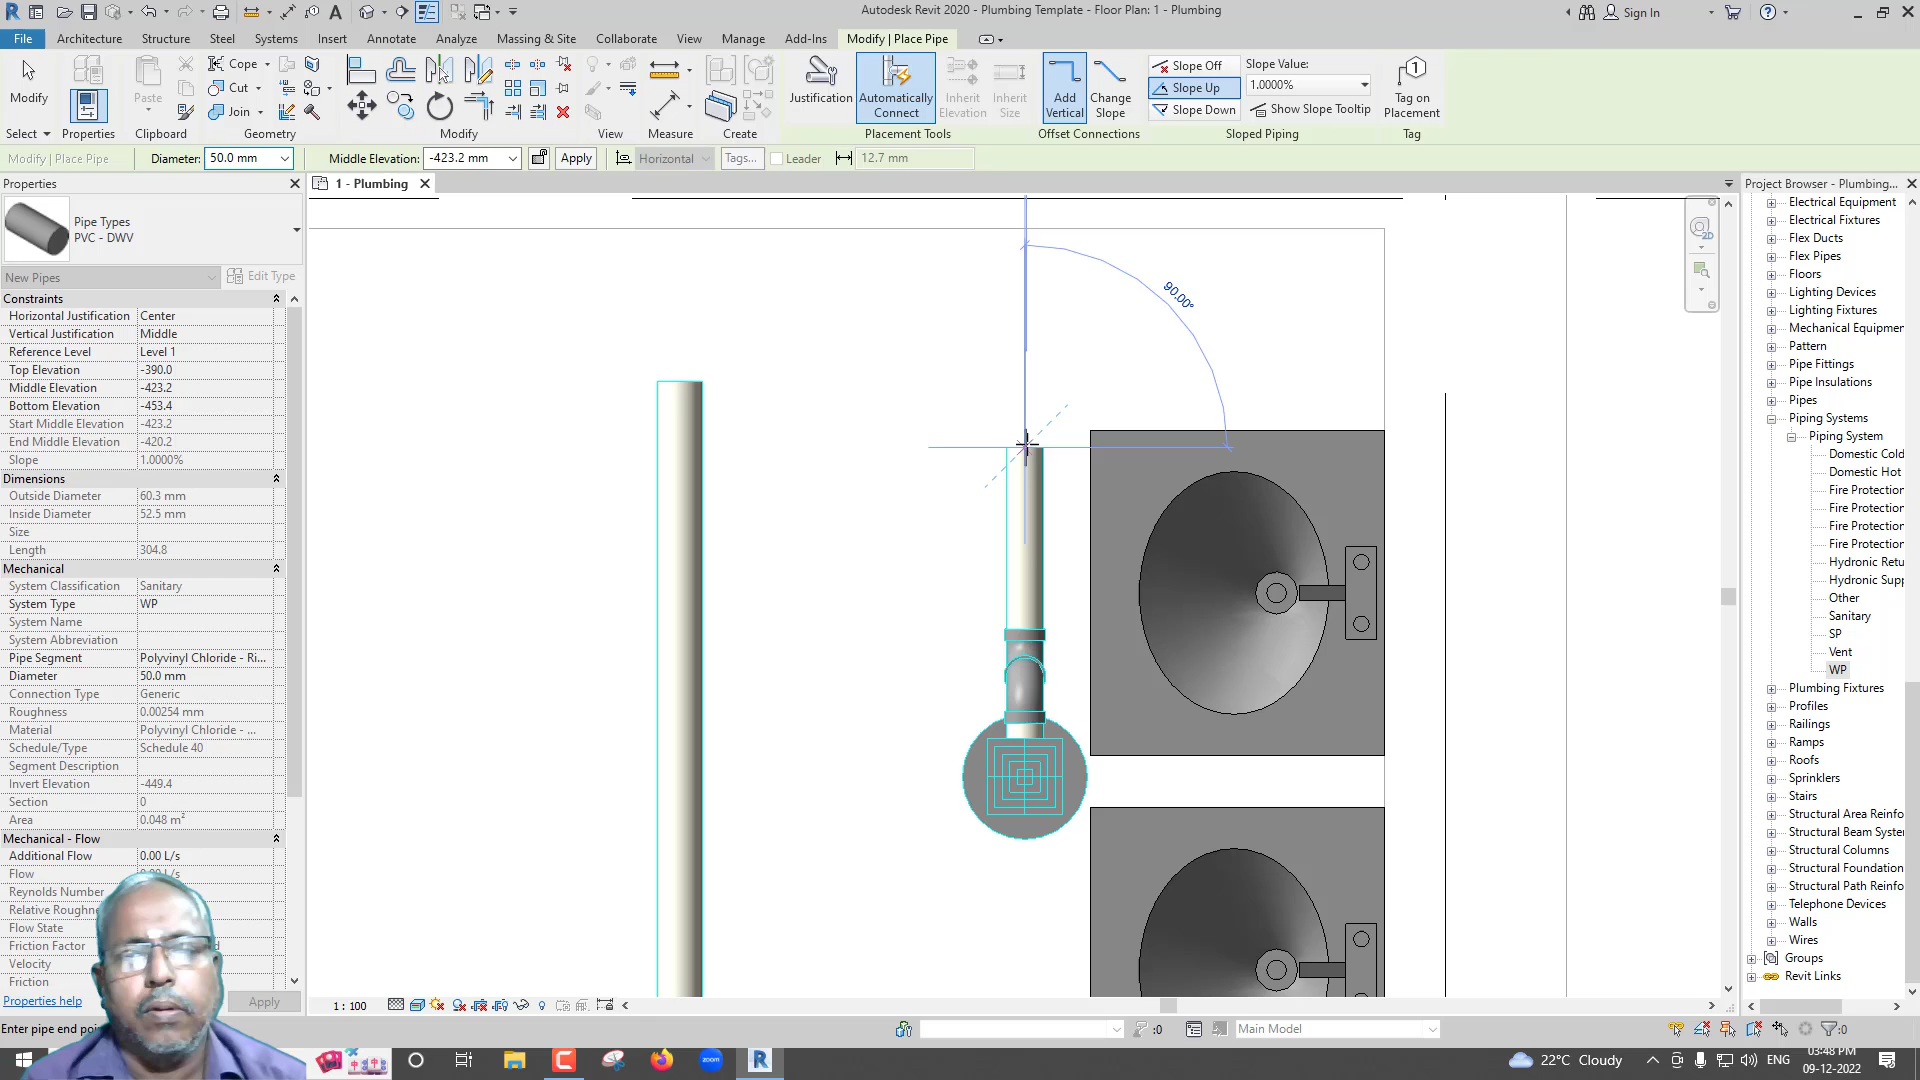 Autodesk Revit 2020 - Plumbing Template - Floor Plan: 1 - Plumbing
Sign In
File
Architecture
Structure
Steel
Systems
Insert
Annotate
Analyze
Massing & Site
Collaborate
View
Manage
Add-Ins
Modify | Place Pipe
Modify
Paste
Cope
Cut
Join
Justification
Automatically
Connect
Inherit
Elevation
Inherit
Size
Add
Vertical
Change
Slope
Slope Off
Slope Up
Slope Down
Slope Value:
1.0000%
Show Slope Tooltip
Tag on
Placement
Select
Properties
Clipboard
Geometry
Modify
View
Measure
Create
Placement Tools
Offset Connections
Sloped Piping
Tag
Modify | Place Pipe
Diameter:
50.0 mm
Middle Elevation:
-423.2 mm
Apply
Horizontal
Tags...
Leader
12.7 mm
Properties
1 - Plumbing
Project Browser - Plumbing...
Pipe Types
PVC - DWV
New Pipes
Edit Type
Constraints
Horizontal Justification Center
Vertical Justification Middle
Reference Level Level 1
Top Elevation -390.0
Middle Elevation -423.2
Bottom Elevation -453.4
Start Middle Elevation -423.2
End Middle Elevation -420.2
Slope 1.0000%
Dimensions
Outside Diameter 60.3 mm
Inside Diameter 52.5 mm
Size
Length 304.8
Mechanical
System Classification Sanitary
System Type WP
System Name
System Abbreviation
Pipe Segment Polyvinyl Chloride - Ri...
Diameter 50.0 mm
Connection Type Generic
Roughness 0.00254 mm
Material Polyvinyl Chloride - ...
Schedule/Type Schedule 40
Segment Description
Invert Elevation -449.4
Section 0
Area 0.048 m²
Mechanical - Flow
Additional Flow 0.00 L/s
Flow
Reynolds Number
Relative Roughn
Flow State
Friction Factor
Velocity
Friction
Properties help
Apply
90.00°
Electrical Equipment
Electrical Fixtures
Flex Ducts
Flex Pipes
Floors
Lighting Devices
Lighting Fixtures
Mechanical Equipmen
Pattern
Pipe Fittings
Pipe Insulations
Pipes
Piping Systems
Piping System
Domestic Cold
Domestic Hot
Fire Protection
Fire Protection
Fire Protection
Fire Protection
Hydronic Retu
Hydronic Supp
Other
Sanitary
SP
Vent
WP
Plumbing Fixtures
Profiles
Railings
Ramps
Roofs
Sprinklers
Stairs
Structural Area Reinfo
Structural Beam Syste
Structural Columns
Structural Foundation
Structural Path Reinfo
Telephone Devices
Walls
Wires
Groups
Revit Links
1 : 100
Enter pipe end poi
:0
Main Model
:0
zoom
22°C Cloudy
ENG
03:48 PM
09-12-2022